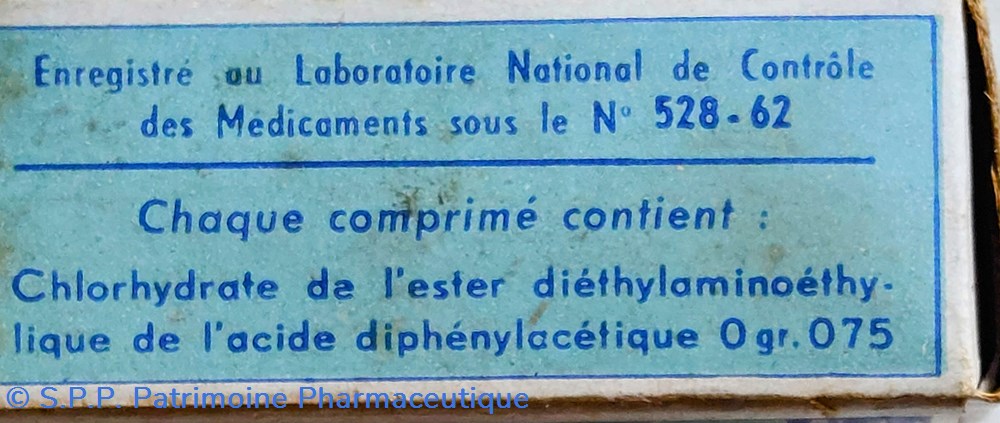 Enregistré au Laboratoire National de Contrôle
des Medicaments sous le N° 528-62
Chaque comprimé contient :
Chlorhydrate de l'ester diéthylaminoéthy-
lique de l'acide diphénylacétique 0 gr. 075
© S.P.P. Patrimoine Pharmaceutique